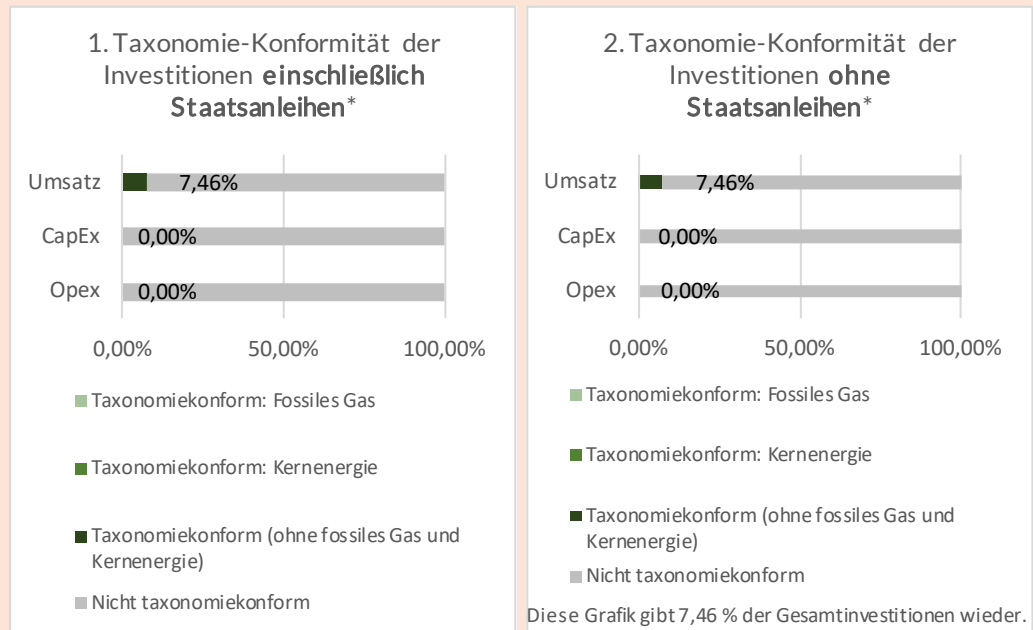 1. Taxonomie-Konformität der
Investitionen einschließlich
Staatsanleihen*
Umsatz
7,46%
CapEx
0,00%
Opex
0,00%
0,00%
50,00%
100,00%
Taxonomiekonform: Fossiles Gas
Taxonomiekonform: Kernenergie
Taxonomiekonform (ohne fossiles Gas und
Kernenergie)
Nicht taxonomiekonform
2. Taxonomie-Konformität der
Investitionen ohne
Staatsanleihen*
Umsatz
7,46%
CapEx
0,00%
Opex
0,00%
0,00%
50,00%
100,00%
Taxonomiekonform: Fossiles Gas
Taxonomiekonform: Kernenergie
Taxonomiekonform (ohne fossiles Gas und
Kernenergie)
Nicht taxonomiekonform
Diese Grafik gibt 7,46 % der Gesamtinvestitionen wieder.